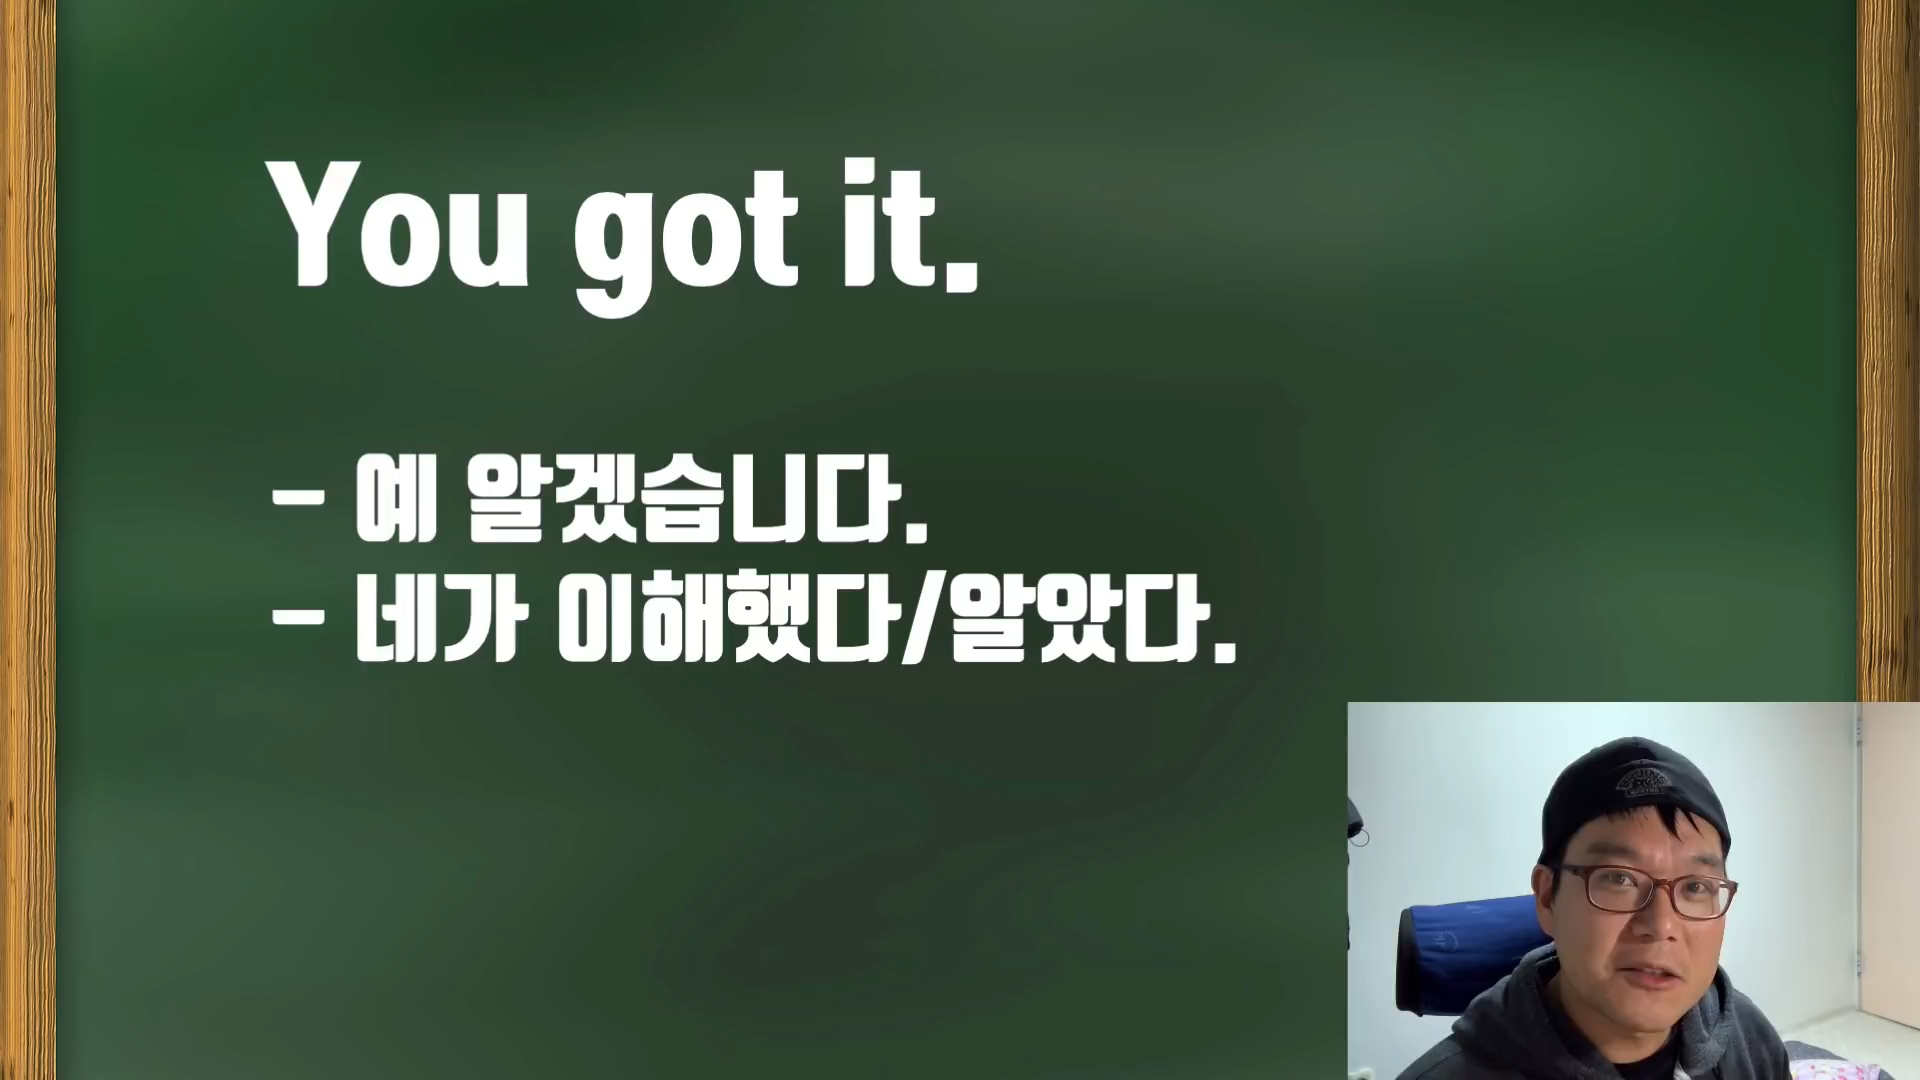 You got it.
- 예 알겠습니다.
- 네가 이해했다/알았다.